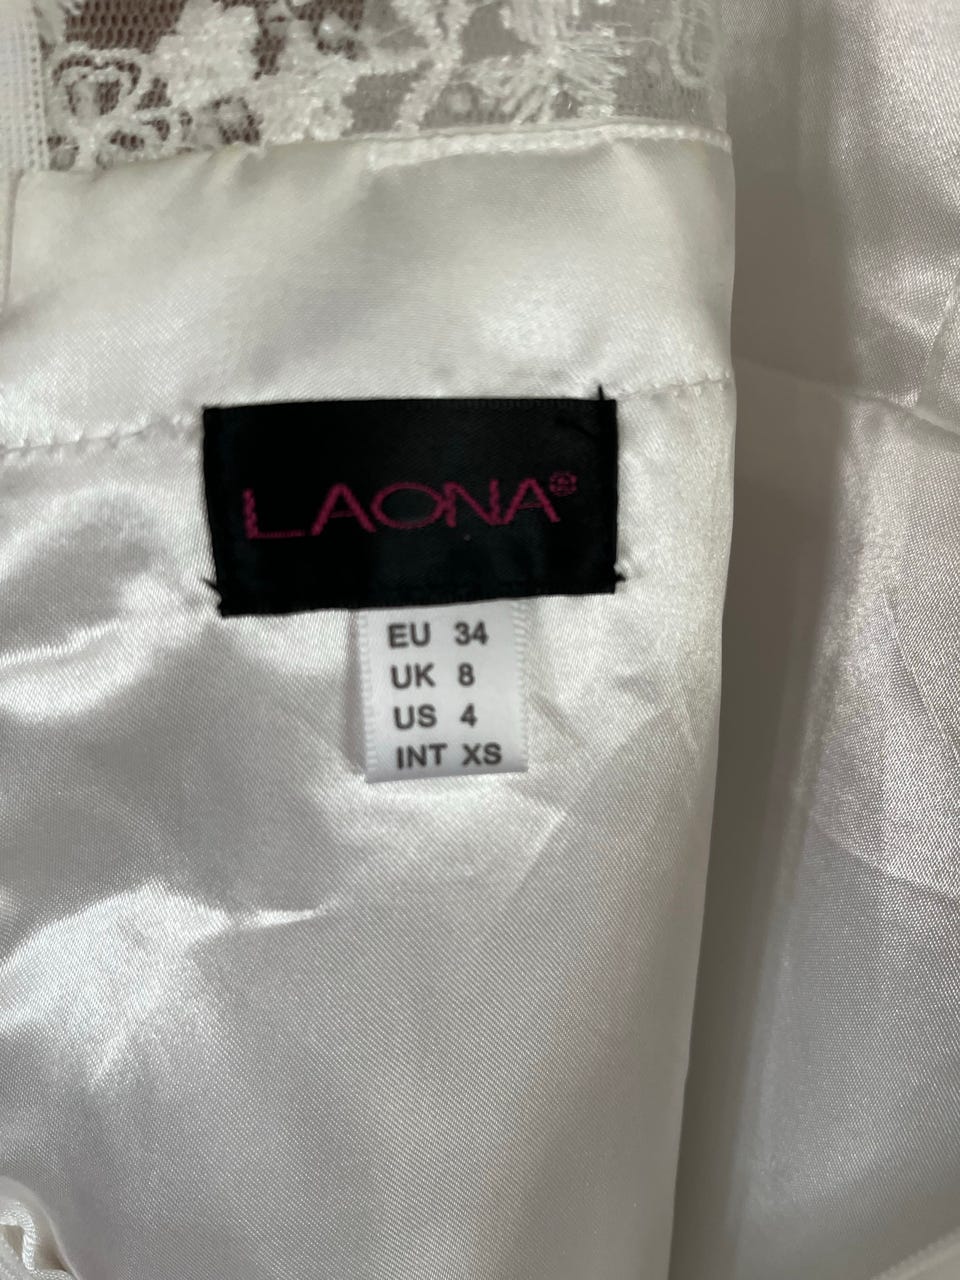 LAONA®
EU 34
UK 8
US 4
INT XS